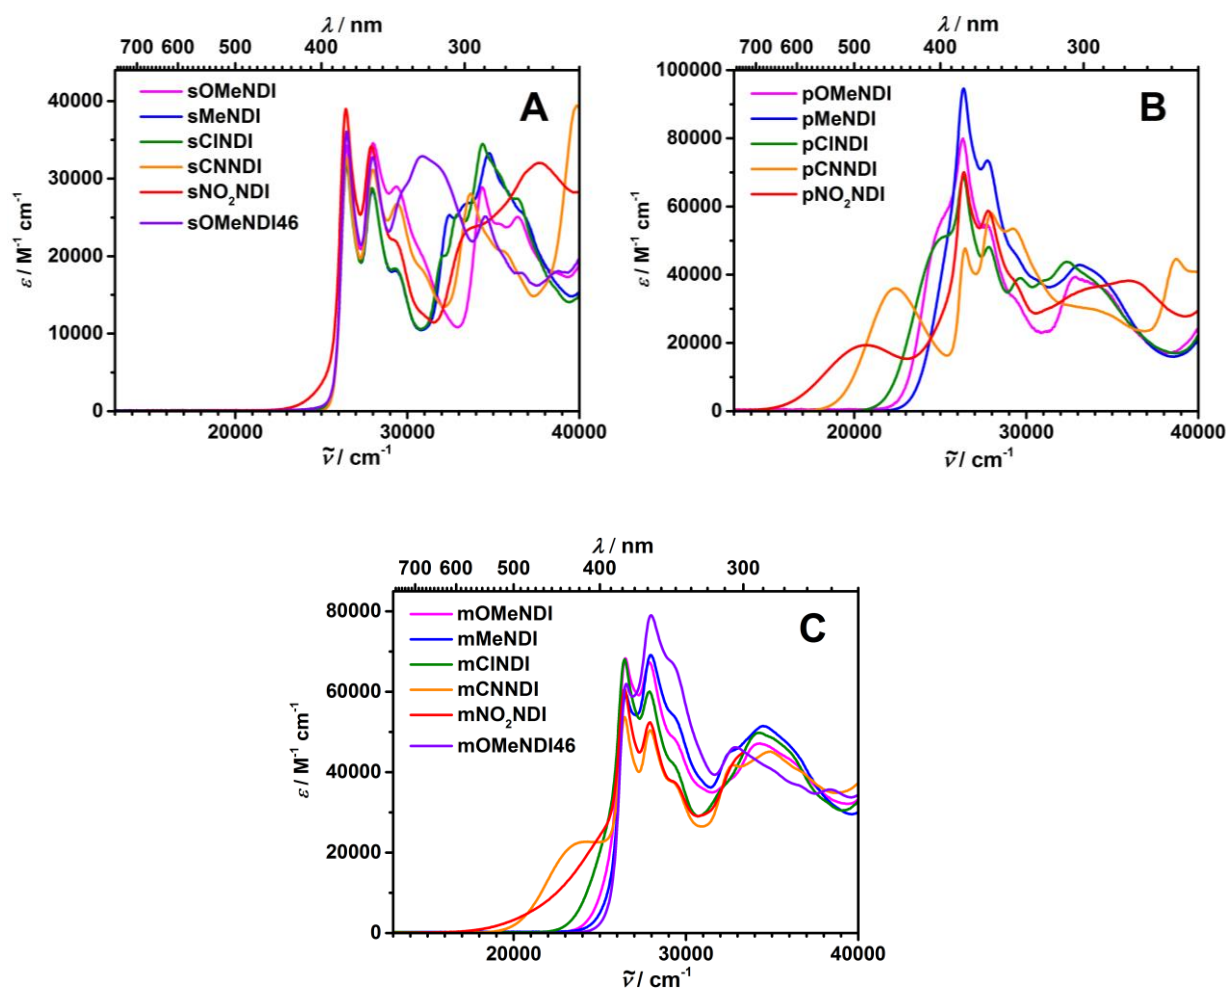 λ / nm
700 600 500 400 300
A
sOMeNDI
sMeNDI
sClNDI
sCNNDI
sNO₂NDI
sOMeNDI46
40000
30000
20000
10000
0
ε / M⁻¹ cm⁻¹
20000 30000 40000
ṽ / cm⁻¹
λ / nm
700 600 500 400 300
B
pOMeNDI
pMeNDI
pClNDI
pCNNDI
pNO₂NDI
100000
80000
60000
40000
20000
0
ε / M⁻¹ cm⁻¹
20000 30000 40000
ṽ / cm⁻¹
λ / nm
700 600 500 400 300
C
mOMeNDI
mMeNDI
mClNDI
mCNNDI
mNO₂NDI
mOMeNDI46
80000
60000
40000
20000
0
ε / M⁻¹ cm⁻¹
20000 30000 40000
ṽ / cm⁻¹